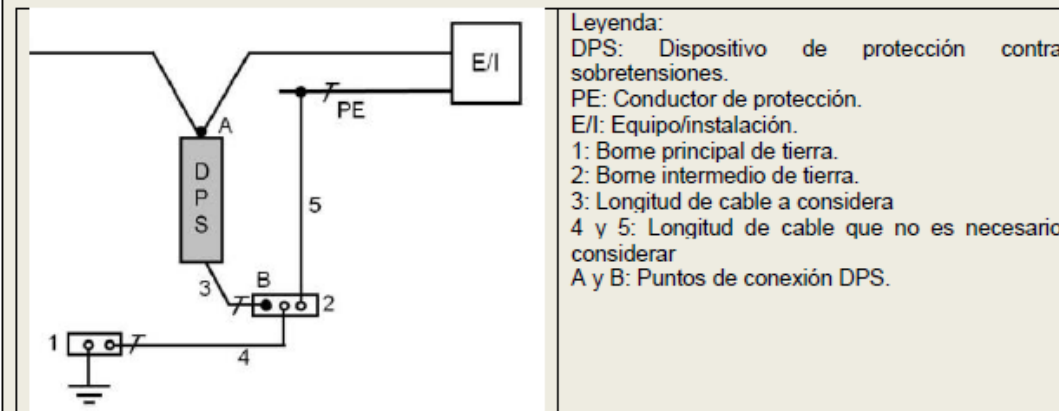 E/I
PE
A
D
P
S
5
3
B
2
1
4
Leyenda:
DPS: Dispositivo de protección contra
sobretensiones.
PE: Conductor de protección.
E/I: Equipo/instalación.
1: Borne principal de tierra.
2: Borne intermedio de tierra.
3: Longitud de cable a considera
4 y 5: Longitud de cable que no es necesario
considerar
A y B: Puntos de conexión DPS.